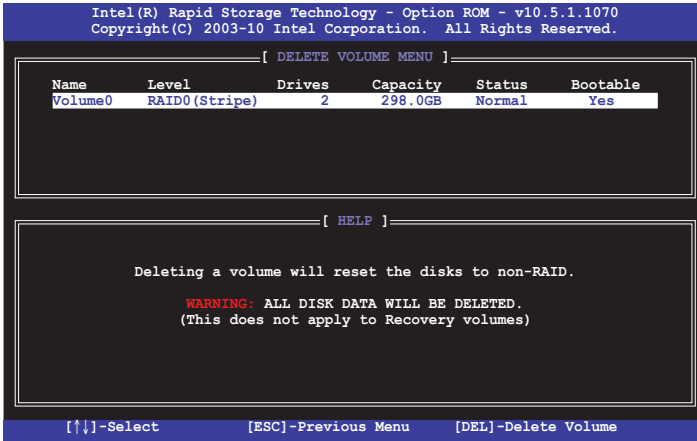 Intel(R) Rapid Storage Technology - Option ROM - v10.5.1.1070
Copyright(C) 2003-10 Intel Corporation. All Rights Reserved.
[ DELETE VOLUME MENU ]
Name Level Drives Capacity Status Bootable
Volume0 RAID0(Stripe) 2 298.0GB Normal Yes
[ HELP ]
Deleting a volume will reset the disks to non-RAID.
WARNING: ALL DISK DATA WILL BE DELETED.
(This does not apply to Recovery volumes)
[↑↓]-Select [ESC]-Previous Menu [DEL]-Delete Volume